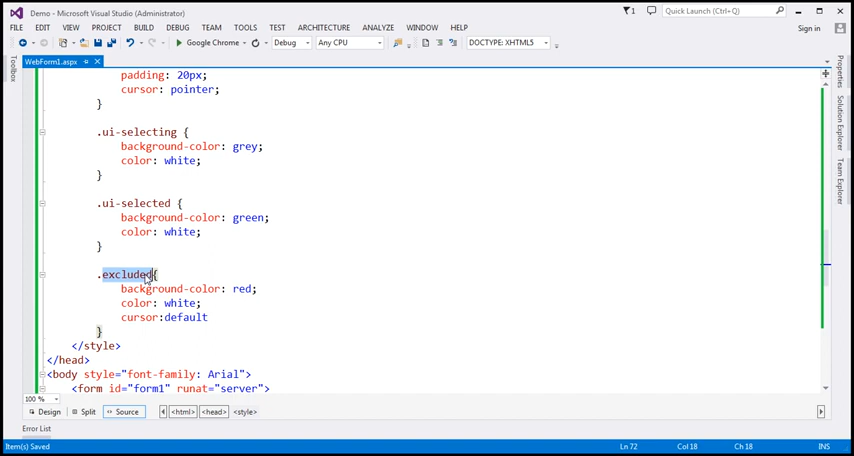 Demo - Microsoft Visual Studio (Administrator)
1
Quick Launch (Ctrl+Q)
FILE EDIT VIEW PROJECT BUILD DEBUG TEAM TOOLS TEST ARCHITECTURE ANALYZE WINDOW HELP
Sign in
Google Chrome Debug Any CPU DOCTYPE: XHTML5
Toolbox
WebForm1.aspx
Properties
Solution Explorer
Team Explorer
padding: 20px;
cursor: pointer;
}
.ui-selecting {
background-color: grey;
color: white;
}
.ui-selected {
background-color: green;
color: white;
}
.excluded{
background-color: red;
color: white;
cursor:default
}
</style>
</head>
<body style="font-family: Arial">
<form id="form1" runat="server">
100 %
Design Split Source <html> <head> <style>
Error List
Item(s) Saved Ln 72 Col 18 Ch 18 INS